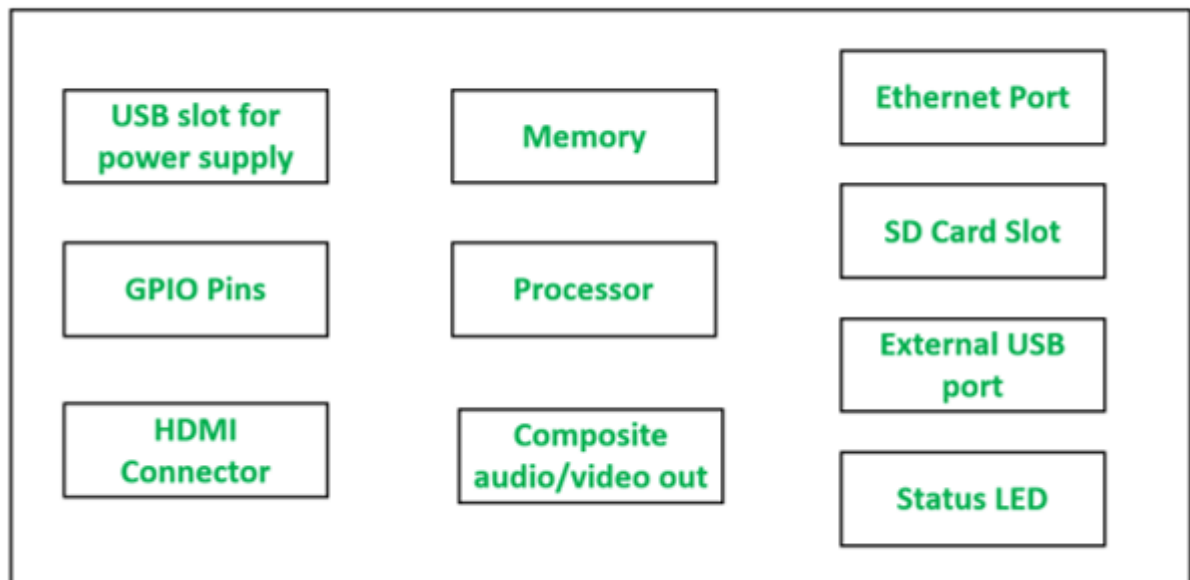 USB slot for
power supply
GPIO Pins
HDMI
Connector
Memory
Processor
Composite
audio/video out
Ethernet Port
SD Card Slot
External USB
port
Status LED